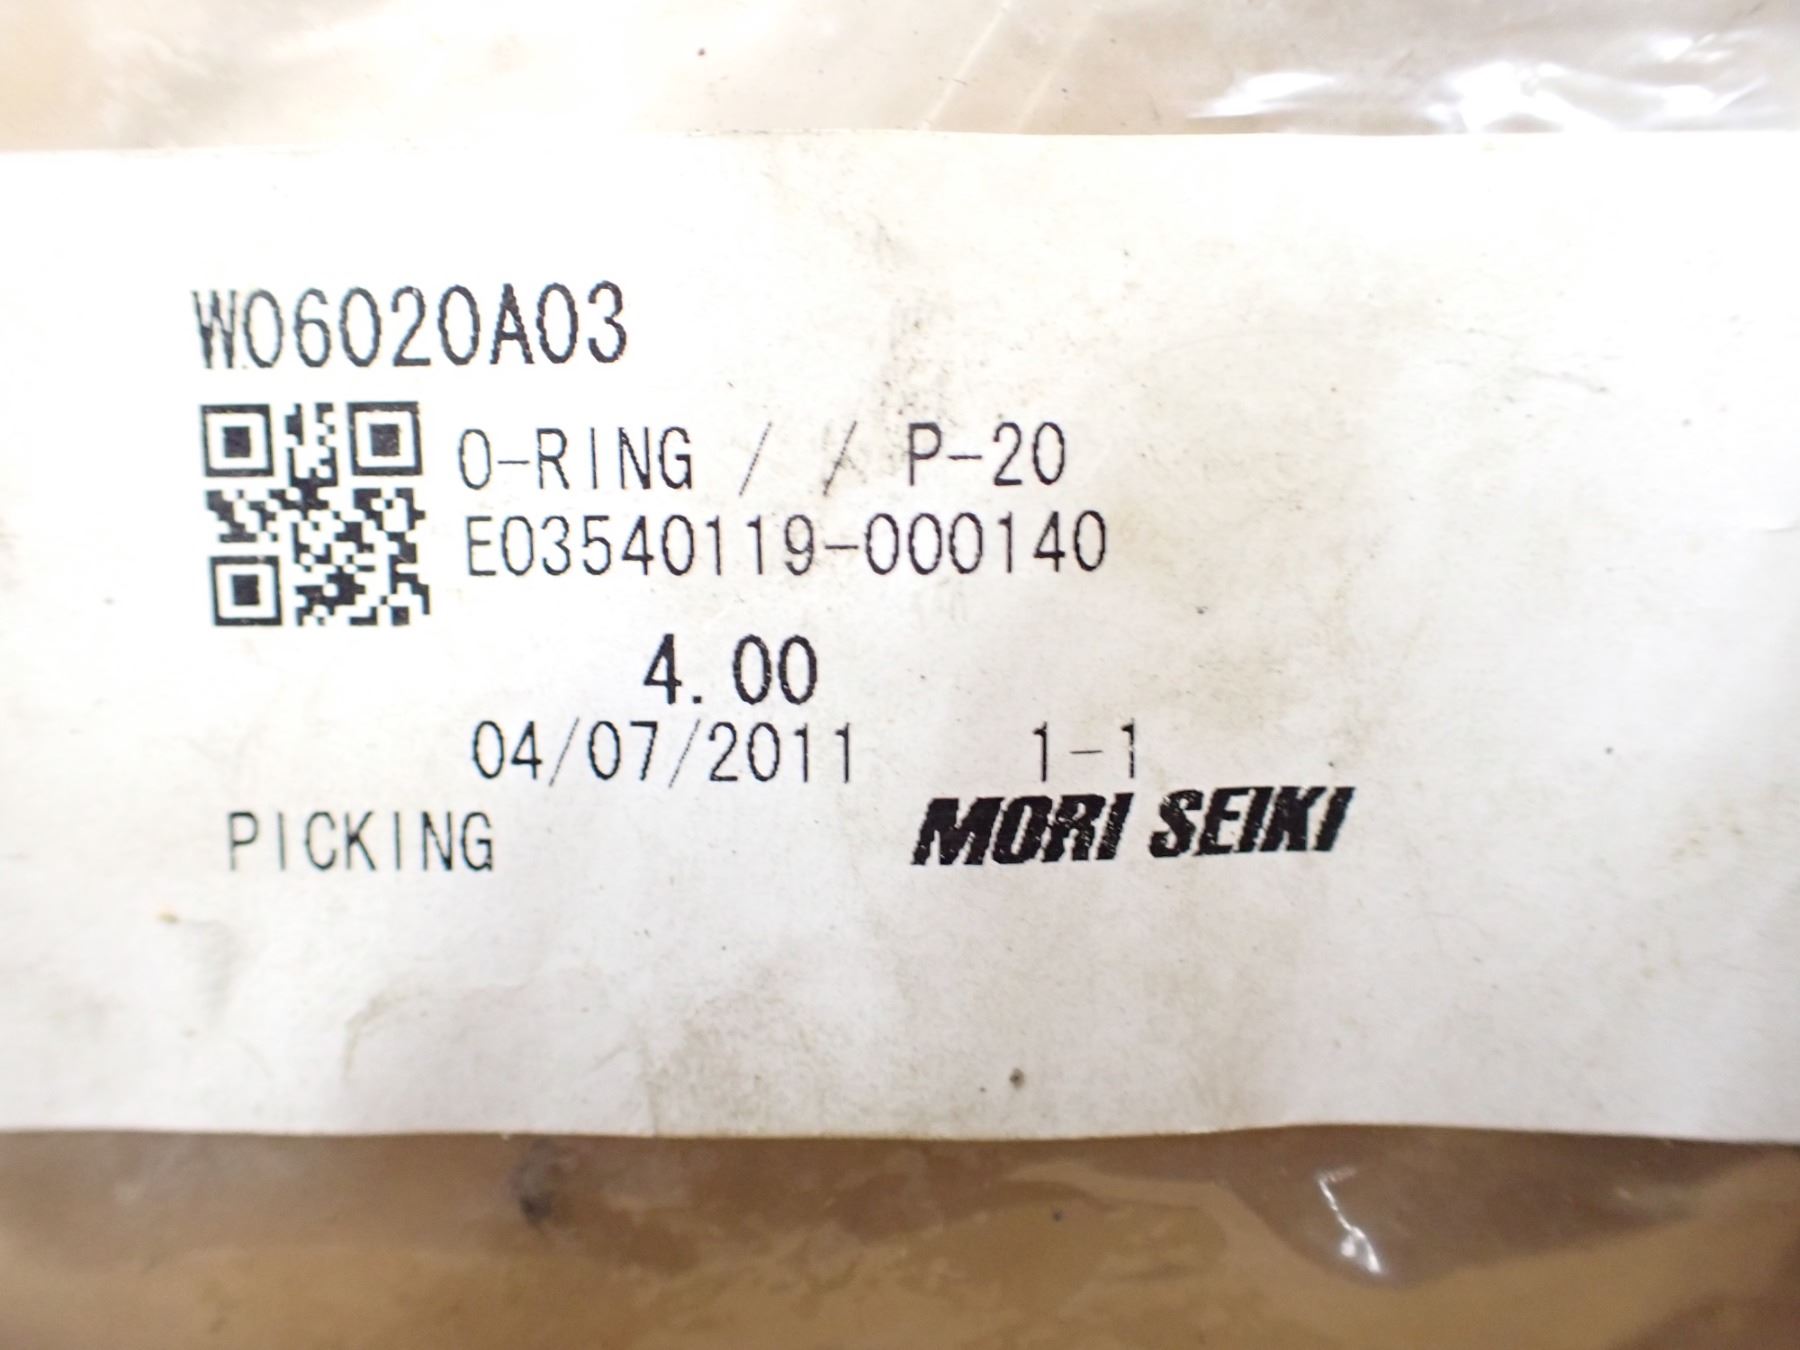 W06020A03
O-RING / / P-20
E03540119-000140
4.00
04/07/2011 1-1
PICKING MORI SEIKI